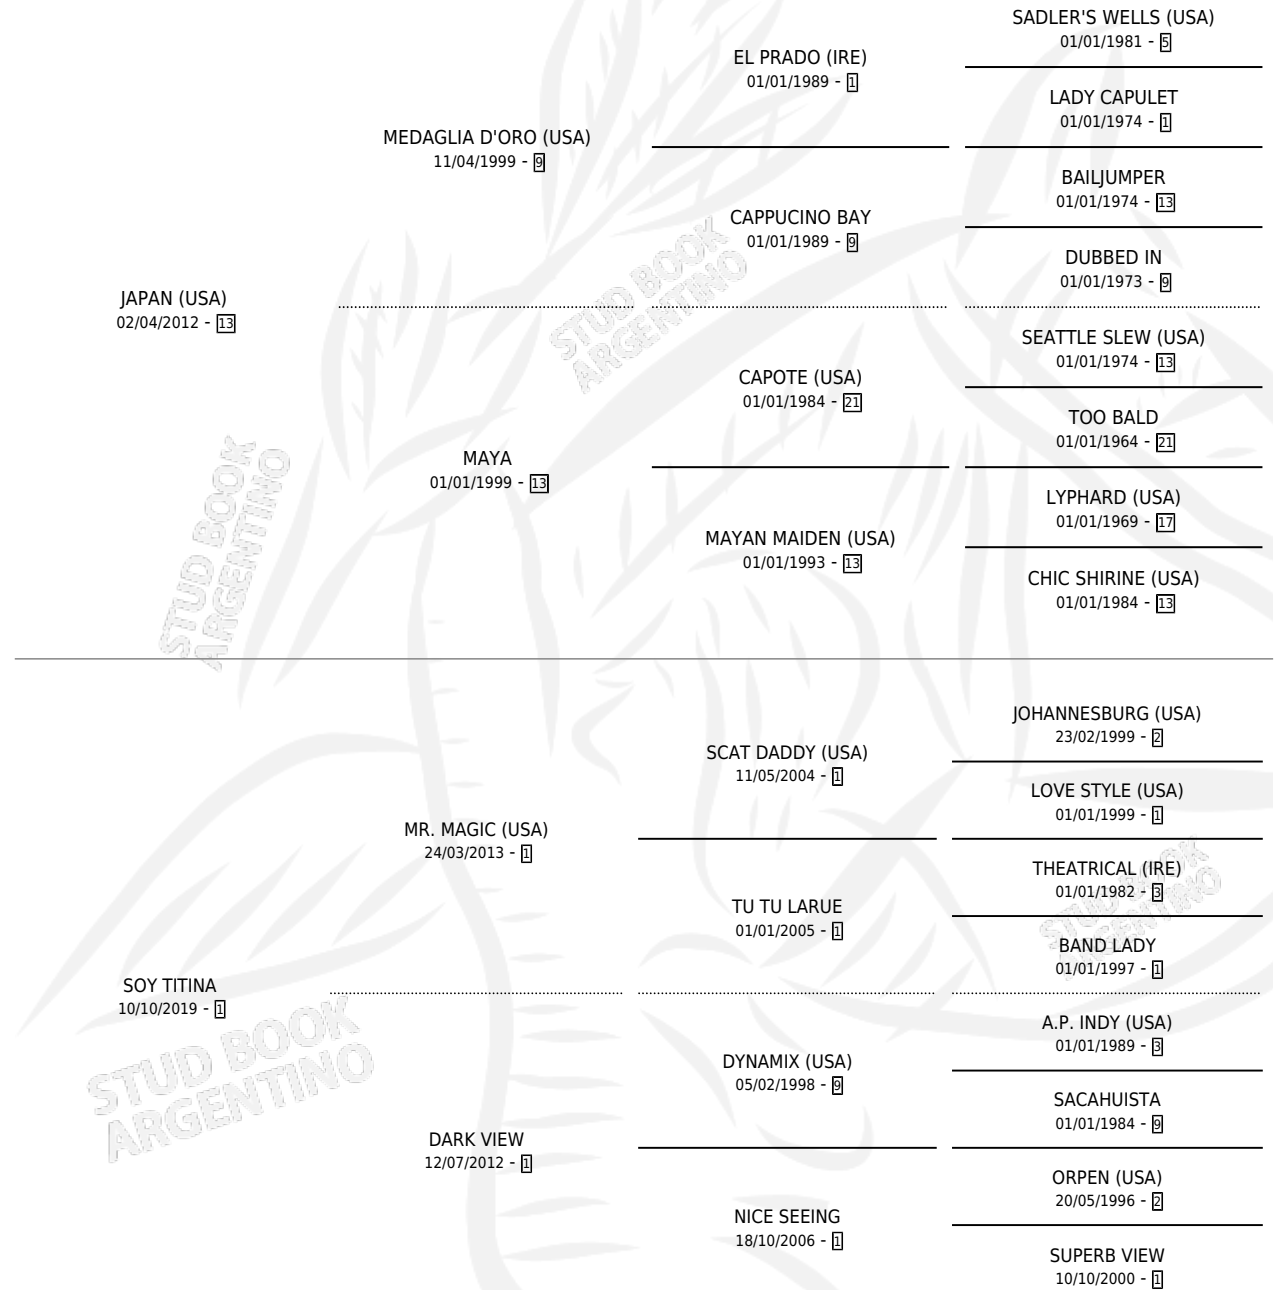 SADLER'S WELLS (USA)
01/01/1981 - 5
EL PRADO (IRE)
01/01/1989 - 1
LADY CAPULET
01/01/1974 - 1
MEDAGLIA D'ORO (USA)
11/04/1999 - 9
BAILJUMPER
01/01/1974 - 13
CAPPUCINO BAY
01/01/1989 - 9
DUBBED IN
01/01/1973 - 9
JAPAN (USA)
02/04/2012 - 13
SEATTLE SLEW (USA)
01/01/1974 - 13
CAPOTE (USA)
01/01/1984 - 21
TOO BALD
01/01/1964 - 21
MAYA
01/01/1999 - 13
LYPHARD (USA)
01/01/1969 - 17
MAYAN MAIDEN (USA)
01/01/1993 - 13
CHIC SHIRINE (USA)
01/01/1984 - 13
JOHANNESBURG (USA)
23/02/1999 - 2
SCAT DADDY (USA)
11/05/2004 - 1
LOVE STYLE (USA)
01/01/1999 - 1
MR. MAGIC (USA)
24/03/2013 - 1
THEATRICAL (IRE)
01/01/1982 - 3
TU TU LARUE
01/01/2005 - 1
BAND LADY
01/01/1997 - 1
SOY TITINA
10/10/2019 - 1
A.P. INDY (USA)
01/01/1989 - 3
DYNAMIX (USA)
05/02/1998 - 9
SACAHUISTA
01/01/1984 - 9
DARK VIEW
12/07/2012 - 1
ORPEN (USA)
20/05/1996 - 2
NICE SEEING
18/10/2006 - 1
SUPERB VIEW
10/10/2000 - 1
STUD BOOK
ARGENTINO
STUD BOOK
ARGENTINO
STUD BOOK
ARGENTINO
STUD BOOK
ARGENTINO